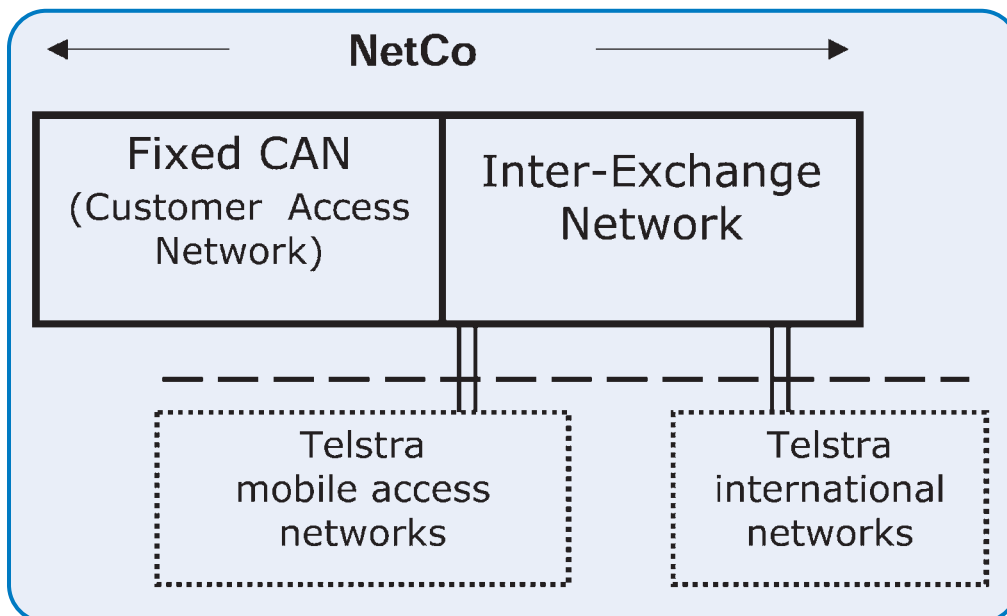 NetCo
Fixed CAN
(Customer Access
Network)
Inter-Exchange
Network
Telstra
mobile access
networks
Telstra
international
networks